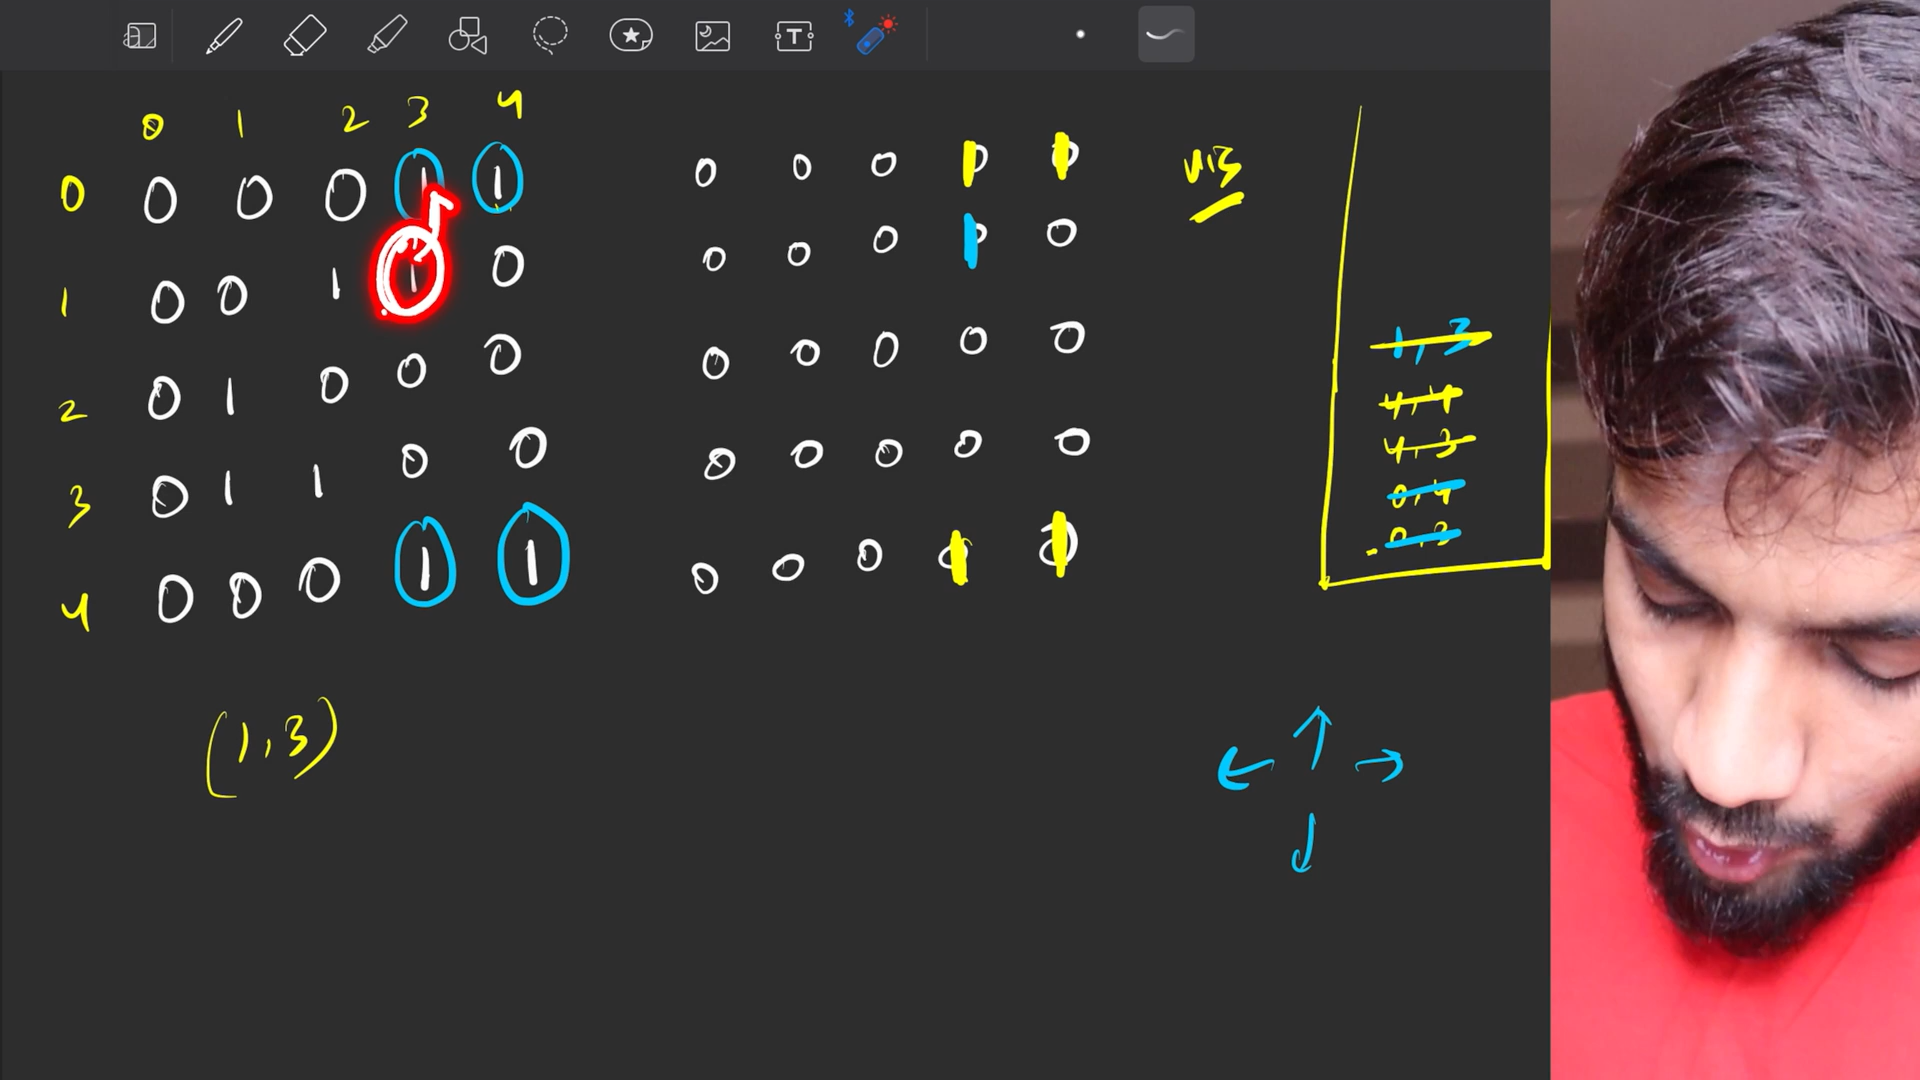 0 1 2 3 4
0 0 0 0 1 1
1 0 0 1 1 0
2 0 1 0 0 0
3 0 1 1 0 0
4 0 0 0 1 1
0 0 0 1 1
0 0 0 1 0
0 0 0 0 0
0 0 0 0 0
0 0 0 1 1
vis
1,3
4,4
4,3
0,4
0,3
(1,3)
T